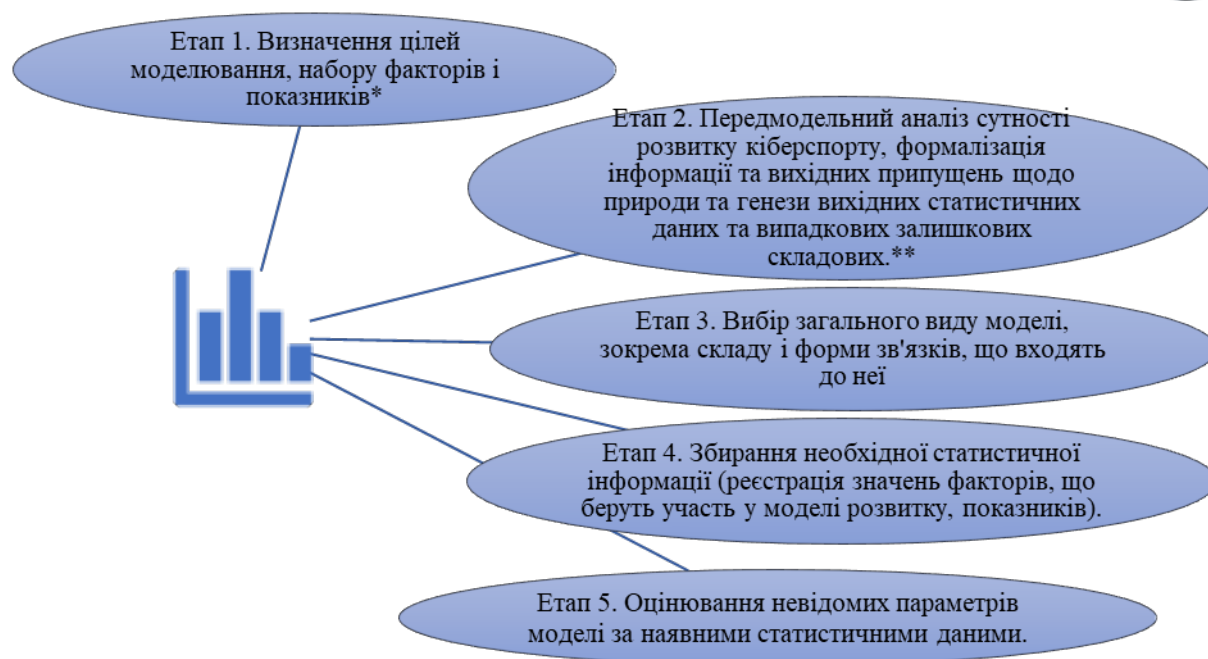 Етап 1. Визначення цілей
моделювання, набору факторів і
показників*
Етап 2. Передмодельний аналіз сутності
розвитку кіберспорту, формалізація
інформації та вихідних припущень щодо
природи та генези вихідних статистичних
даних та випадкових залишкових
складових.**
Етап 3. Вибір загального виду моделі,
зокрема складу і форми зв'язків, що входять
до неї
Етап 4. Збирання необхідної статистичної
інформації (реєстрація значень факторів, що
беруть участь у моделі розвитку, показників).
Етап 5. Оцінювання невідомих параметрів
моделі за наявними статистичними даними.